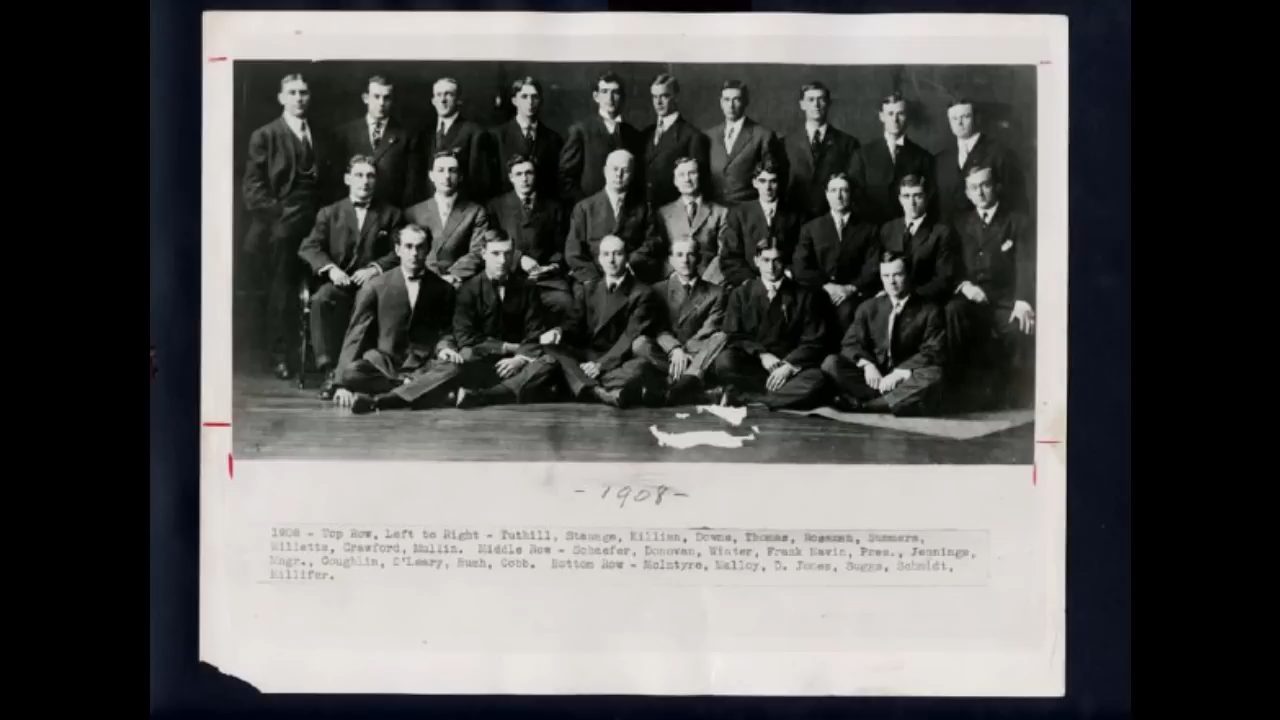 - 1908 -
1908 - Top Row, Left to Right - Tuthill, Stanage, Killian, Downs, Thomas, Rossman, Summers,
Willetts, Crawford, Mullin. Middle Row - Schaefer, Donovan, Winter, Frank Navin, Pres., Jennings,
Mngr., Coughlin, O'Leary, Bush, Cobb. Bottom Row - McIntyre, Malloy, D. Jones, Suggs, Schmidt,
Killifer.